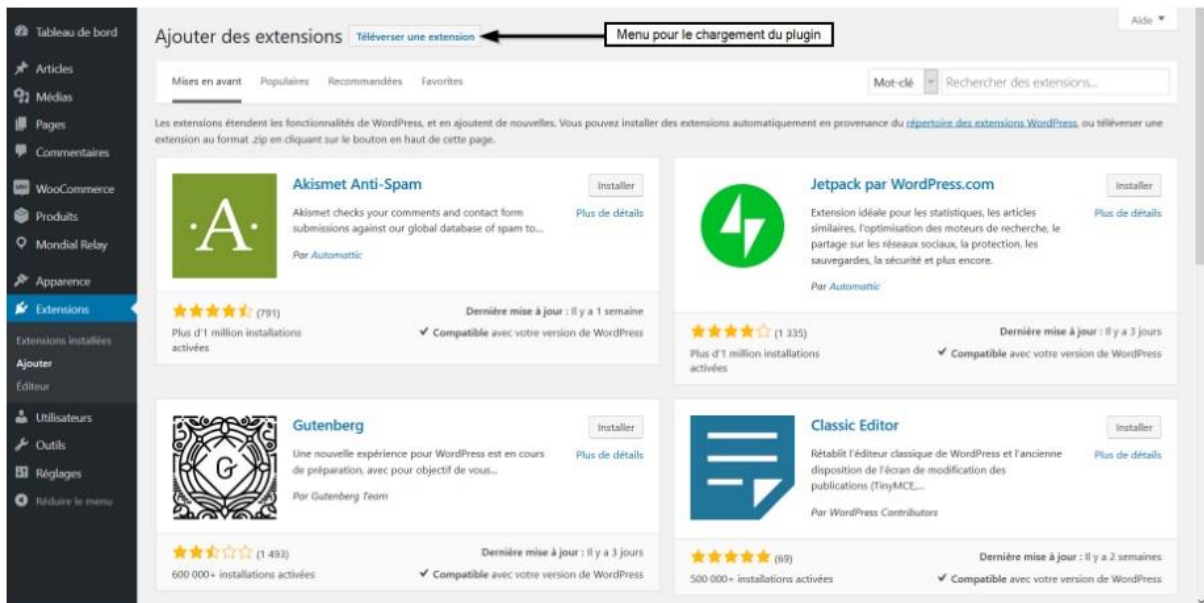 Aide
Tableau de bord
Articles
Médias
Pages
Commentaires
WooCommerce
Produits
Mondial Relay
Apparence
Extensions
Extensions installées
Ajouter
Éditeur
Utilisateurs
Outils
Réglages
Réduire le menu
Ajouter des extensions
Téléverser une extension
Menu pour le chargement du plugin
Mises en avant Populaires Recommandées Favorites
Mot-clé Rechercher des extensions...
Les extensions étendent les fonctionnalités de WordPress, et en ajoutent de nouvelles. Vous pouvez installer des extensions automatiquement en provenance du répertoire des extensions WordPress, ou téléverser une
extension au format .zip en cliquant sur le bouton en haut de cette page.
·A·
Akismet Anti-Spam
Installer
Plus de détails
Akismet checks your comments and contact form
submissions against our global database of spam to...
Par Automattic
(791)
Plus d'1 million installations
activées
Dernière mise à jour : Il y a 1 semaine
Compatible avec votre version de WordPress
Jetpack par WordPress.com
Installer
Plus de détails
Extension idéale pour les statistiques, les articles
similaires, l'optimisation des moteurs de recherche, le
partage sur les réseaux sociaux, la protection, les
sauvegardes, la sécurité et plus encore.
Par Automattic
(1 335)
Plus d'1 million installations
activées
Dernière mise à jour : Il y a 3 jours
Compatible avec votre version de WordPress
G
Gutenberg
Installer
Plus de détails
Une nouvelle expérience pour WordPress est en cours
de préparation, avec pour objectif de vous...
Par Gutenberg Team
(1 493)
600 000+ installations activées
Dernière mise à jour : Il y a 3 jours
Compatible avec votre version de WordPress
Classic Editor
Installer
Plus de détails
Rétablit l'éditeur classique de WordPress et l'ancienne
disposition de l'écran de modification des
publications (TinyMCE,...
Par WordPress Contributors
(69)
500 000+ installations activées
Dernière mise à jour : Il y a 2 semaines
Compatible avec votre version de WordPress